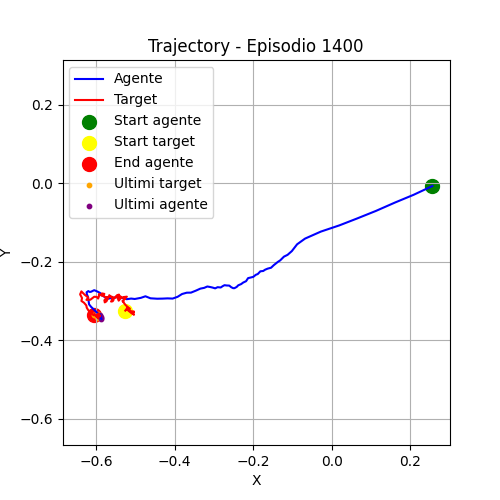 Trajectory - Episodio 1400
Agente
Target
Start agente
Start target
End agente
Ultimi target
Ultimi agente
Y
0.2
0.0
−0.2
−0.4
−0.6
−0.6
−0.4
−0.2
0.0
0.2
X